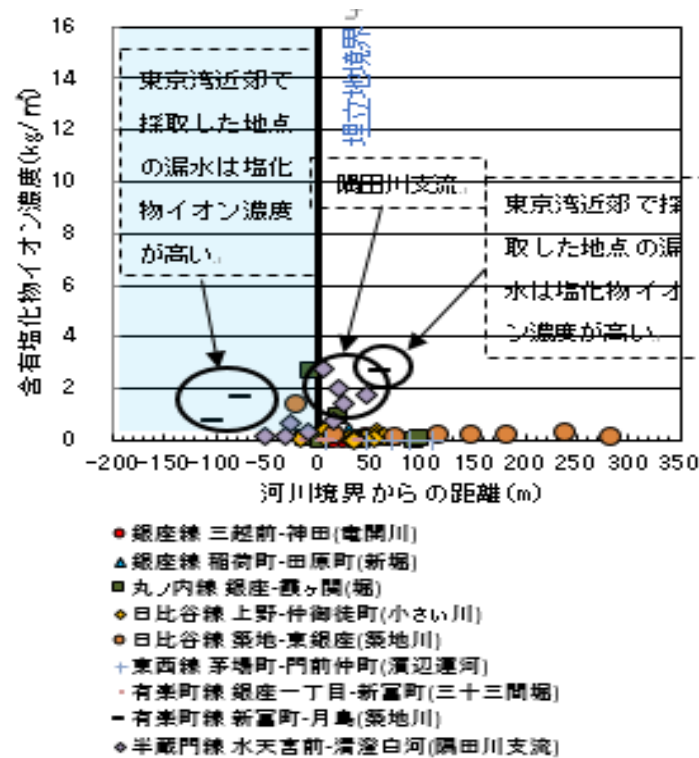 含有塩化物イオン濃度(kg/m³)
16
14
12
10
8
6
4
2
0
東京湾近郊で
採取した地点
の漏水は塩化
物イオン濃度
が高い。
埋立地境界
隅田川支流。
東京湾近郊で採
取した地点の漏
水は塩化物イオ
ン濃度が高い。
-200 -150 -100 -50 0 50 100 150 200 250 300 350
河川境界からの距離(m)
銀座線 三越前-神田(竜閑川)
銀座線 稲荷町-田原町(新堀)
丸ノ内線 銀座-霞ヶ関(堀)
日比谷線 上野-仲御徒町(小さい川)
日比谷線 築地-東銀座(築地川)
東西線 茅場町-門前仲町(濱辺運河)
有楽町線 銀座一丁目-新富町(三十三間堀)
有楽町線 新富町-月島(築地川)
半蔵門線 水天宮前-清澄白河(隅田川支流)